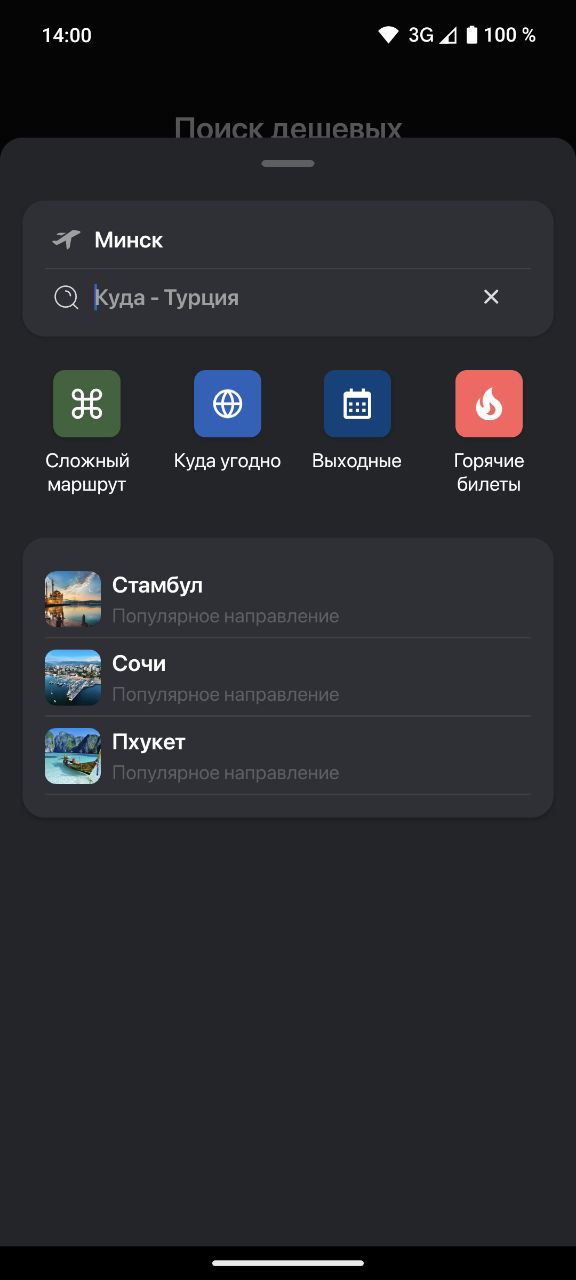 14:00 3G 100 %
Поиск дешевых
Минск
Куда - Турция
Сложный маршрут
Куда угодно
Выходные
Горячие билеты
Стамбул
Популярное направление
Сочи
Популярное направление
Пхукет
Популярное направление